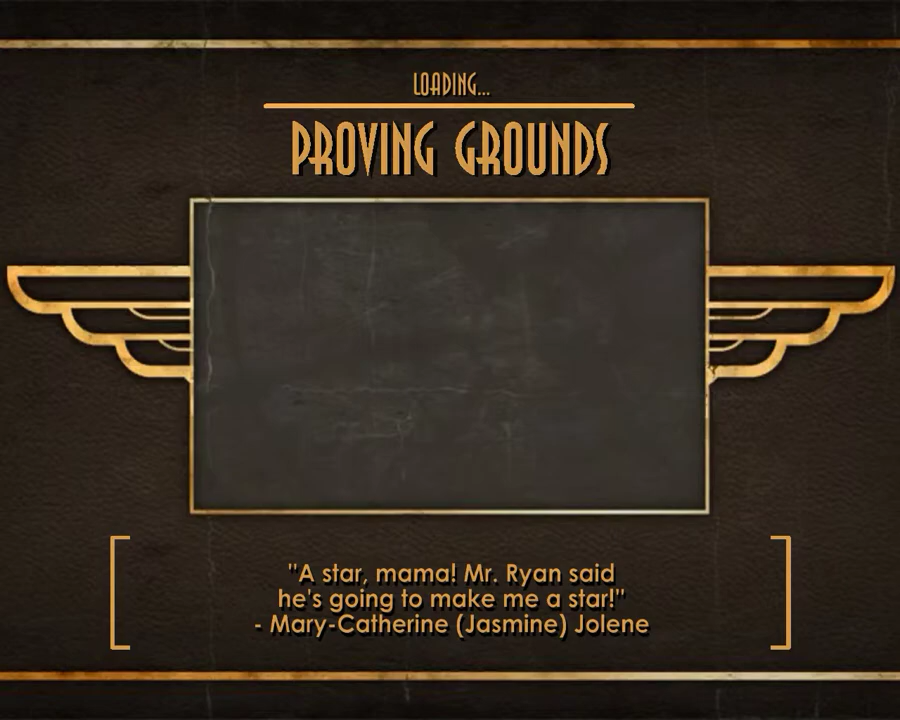 LOADING...
PROVING GROUNDS
"A star, mama! Mr. Ryan said
he's going to make me a star!"
- Mary-Catherine (Jasmine) Jolene